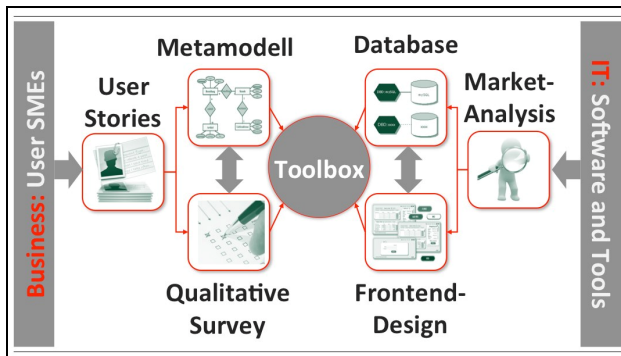 Business: User SMEs
User
Stories
Metamodell
Qualitative
Survey
Toolbox
Database
Frontend-
Design
Market-
Analysis
IT: Software and Tools